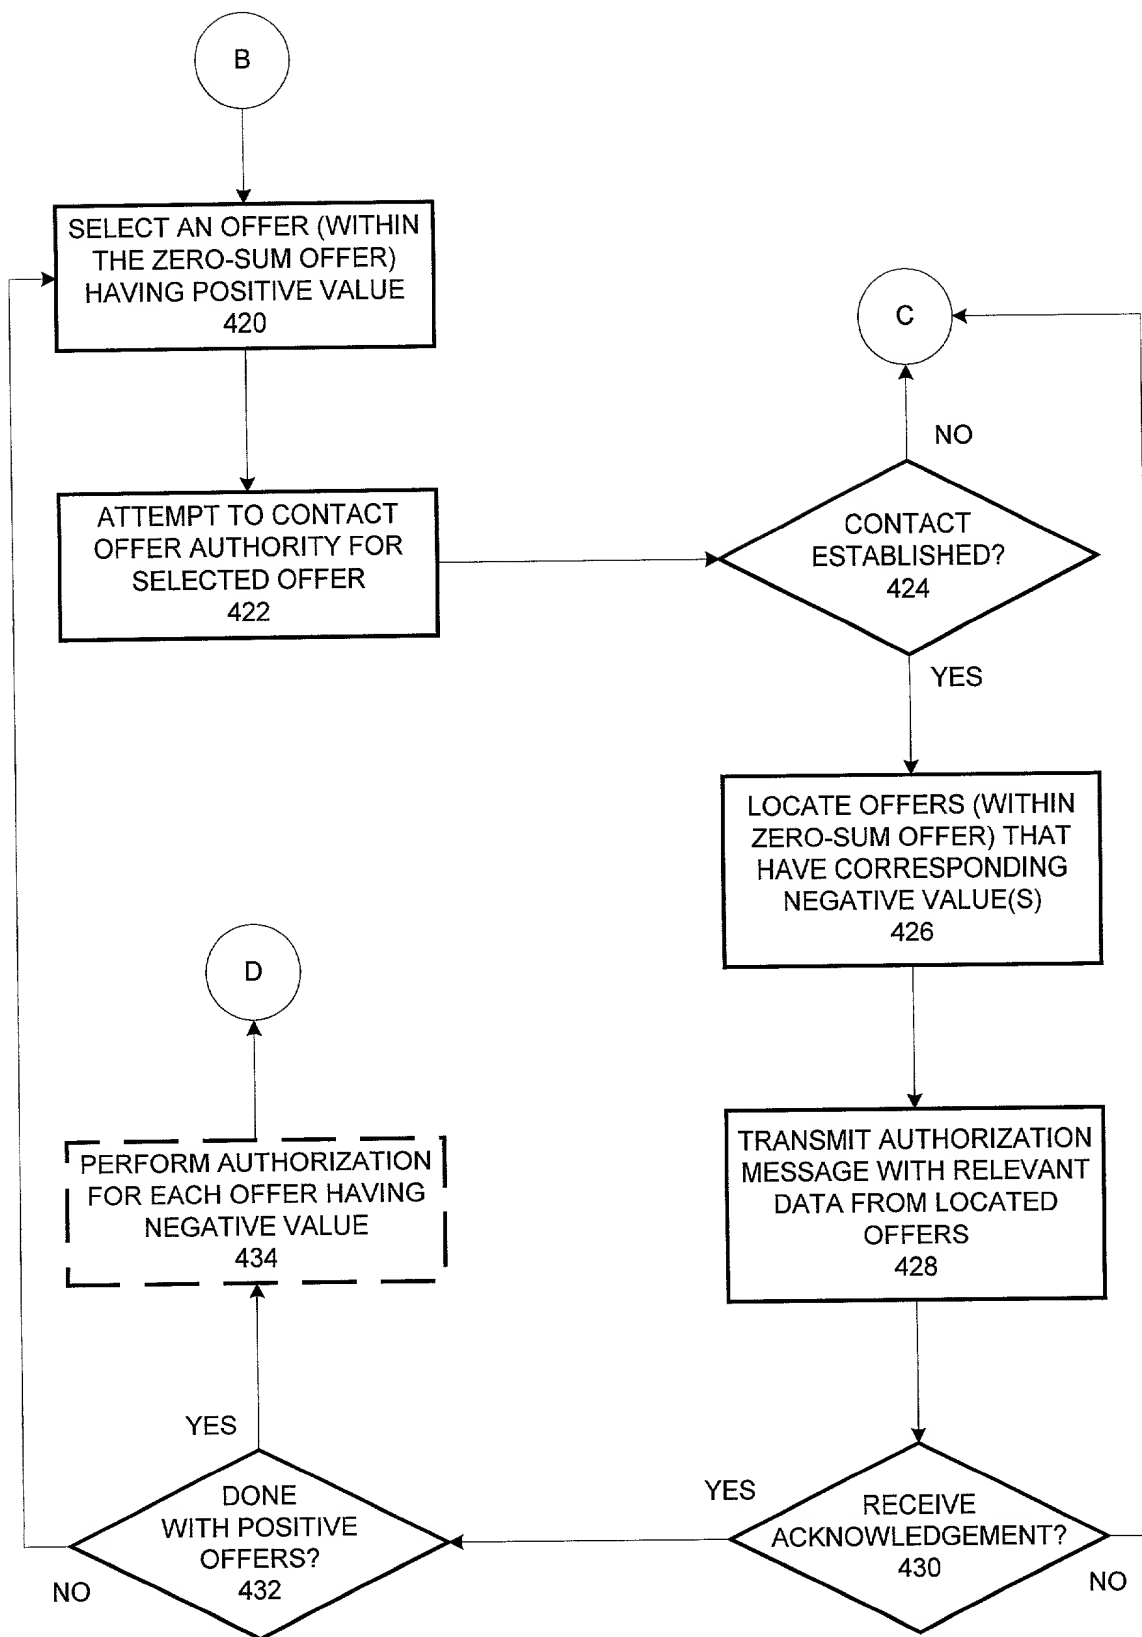 B
SELECT AN OFFER (WITHIN
THE ZERO-SUM OFFER)
HAVING POSITIVE VALUE
420
C
NO
ATTEMPT TO CONTACT
OFFER AUTHORITY FOR
SELECTED OFFER
422
CONTACT
ESTABLISHED?
424
YES
LOCATE OFFERS (WITHIN
ZERO-SUM OFFER) THAT
HAVE CORRESPONDING
NEGATIVE VALUE(S)
426
D
TRANSMIT AUTHORIZATION
MESSAGE WITH RELEVANT
DATA FROM LOCATED
OFFERS
428
PERFORM AUTHORIZATION
FOR EACH OFFER HAVING
NEGATIVE VALUE
434
YES
YES
RECEIVE
ACKNOWLEDGEMENT?
430
NO
DONE
WITH POSITIVE
OFFERS?
432
NO